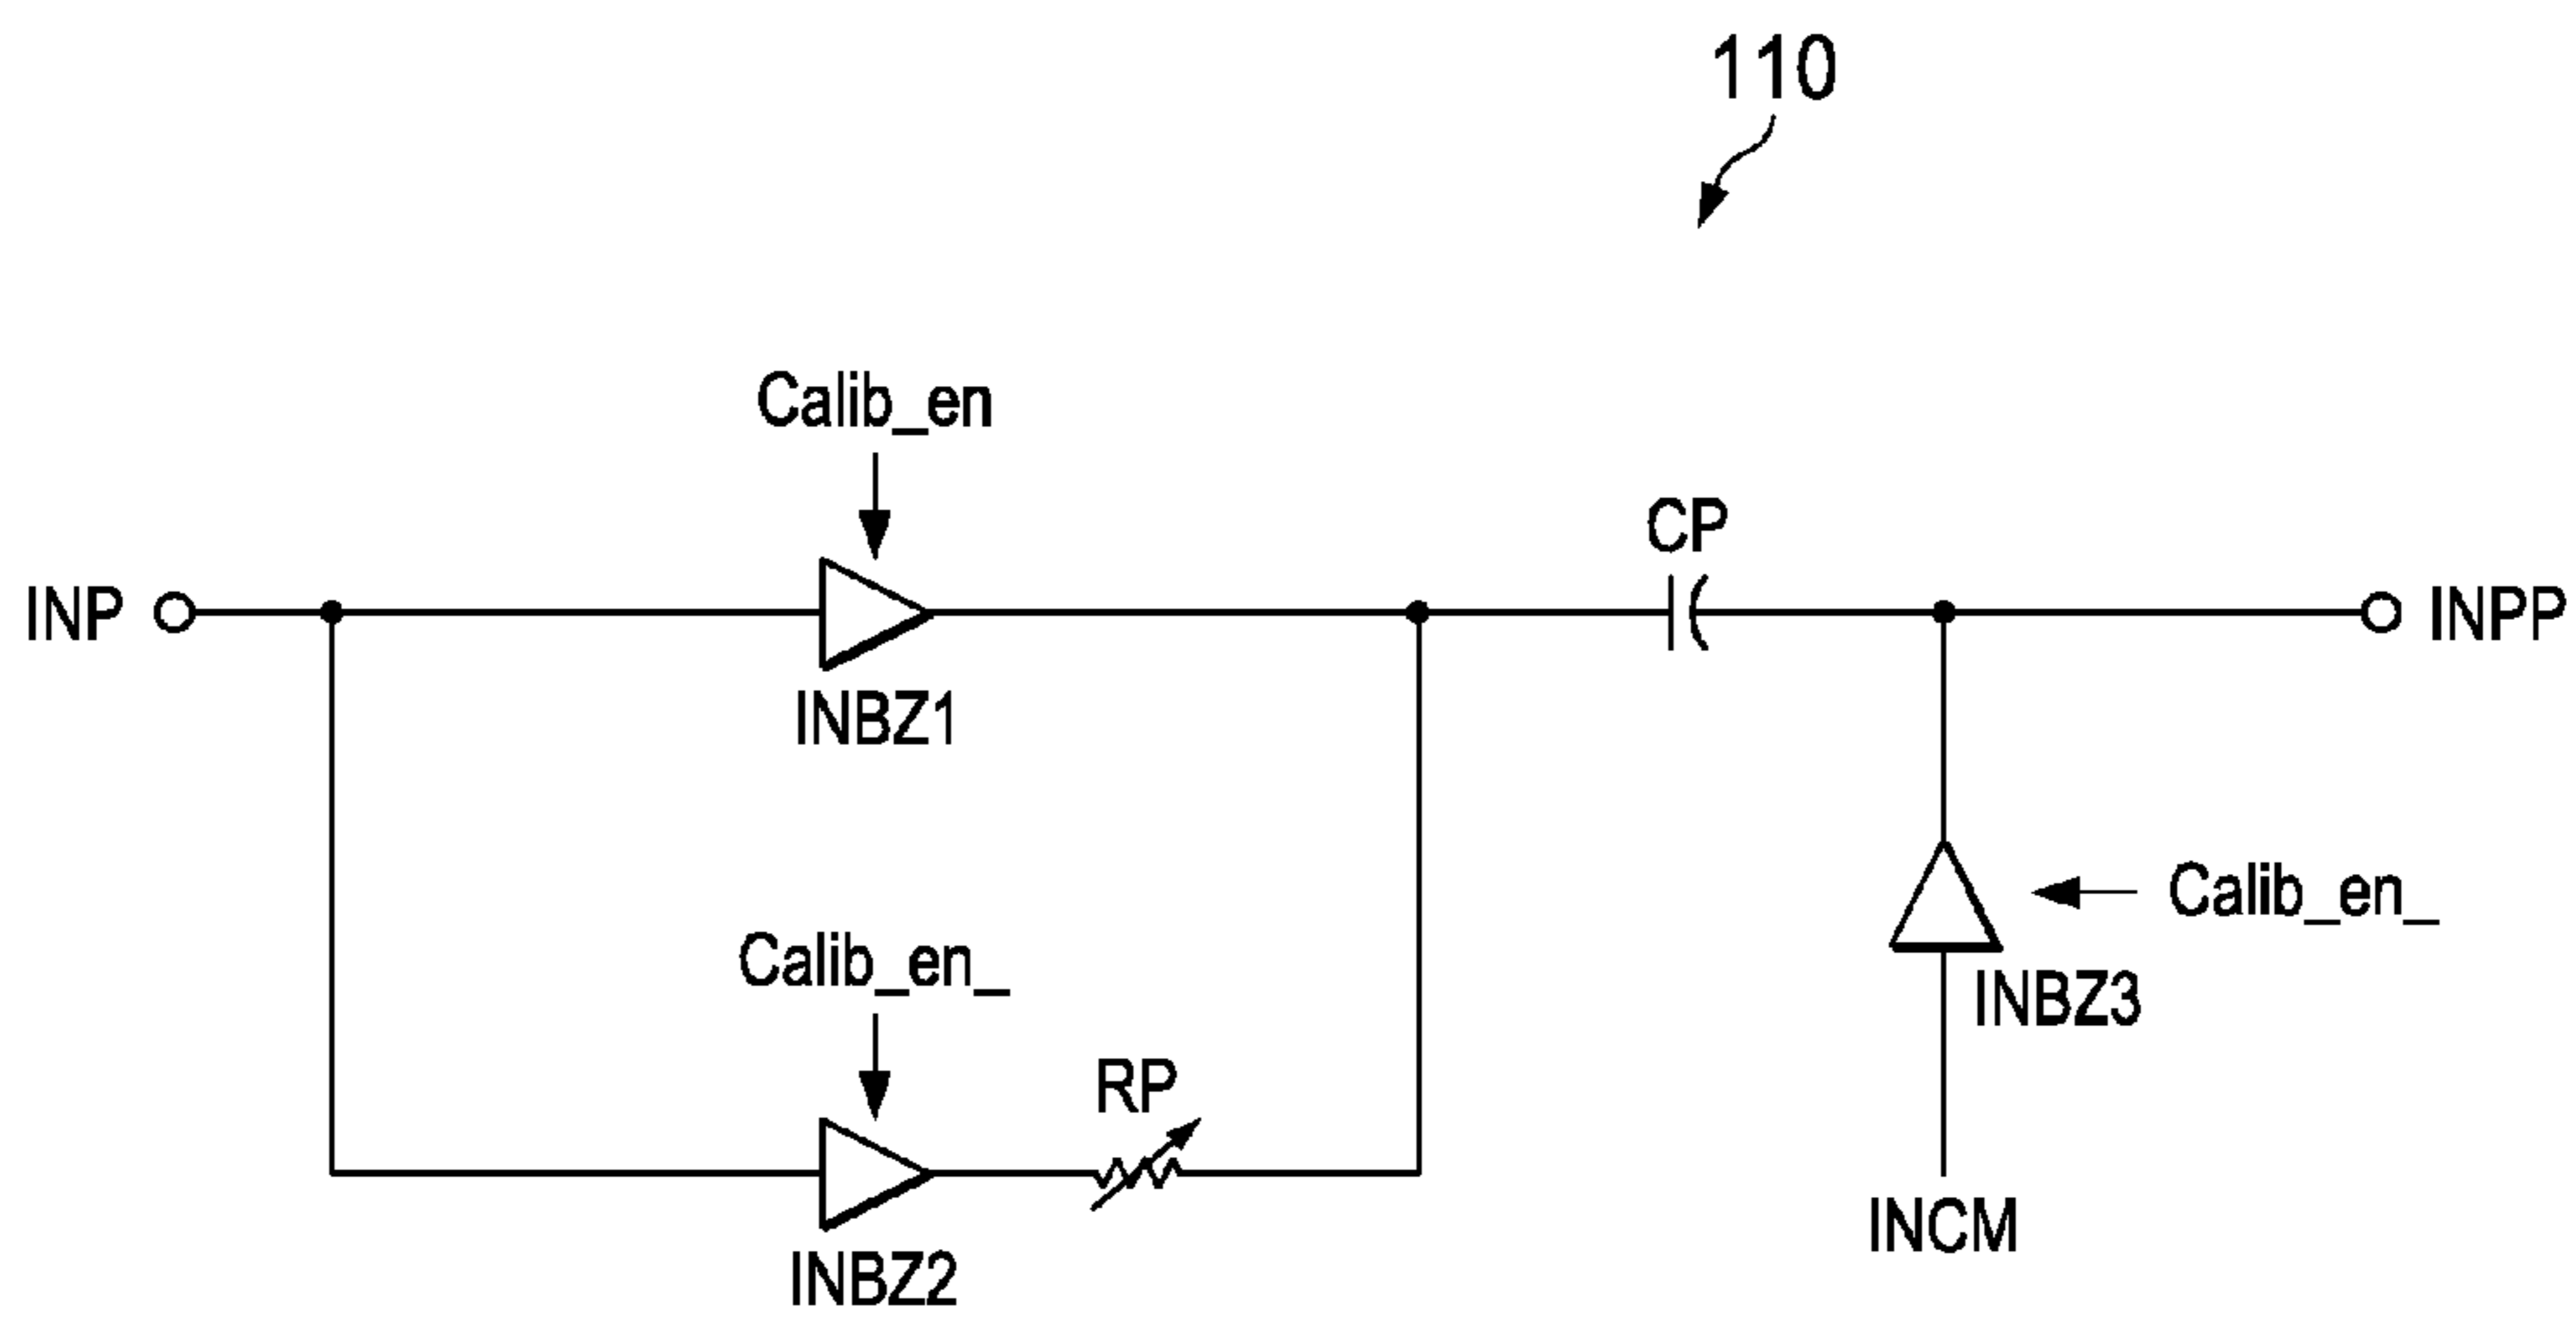 110
Calib_en
CP
INP
INPP
INBZ1
Calib_en_
Calib_en_
INBZ3
RP
INCM
INBZ2